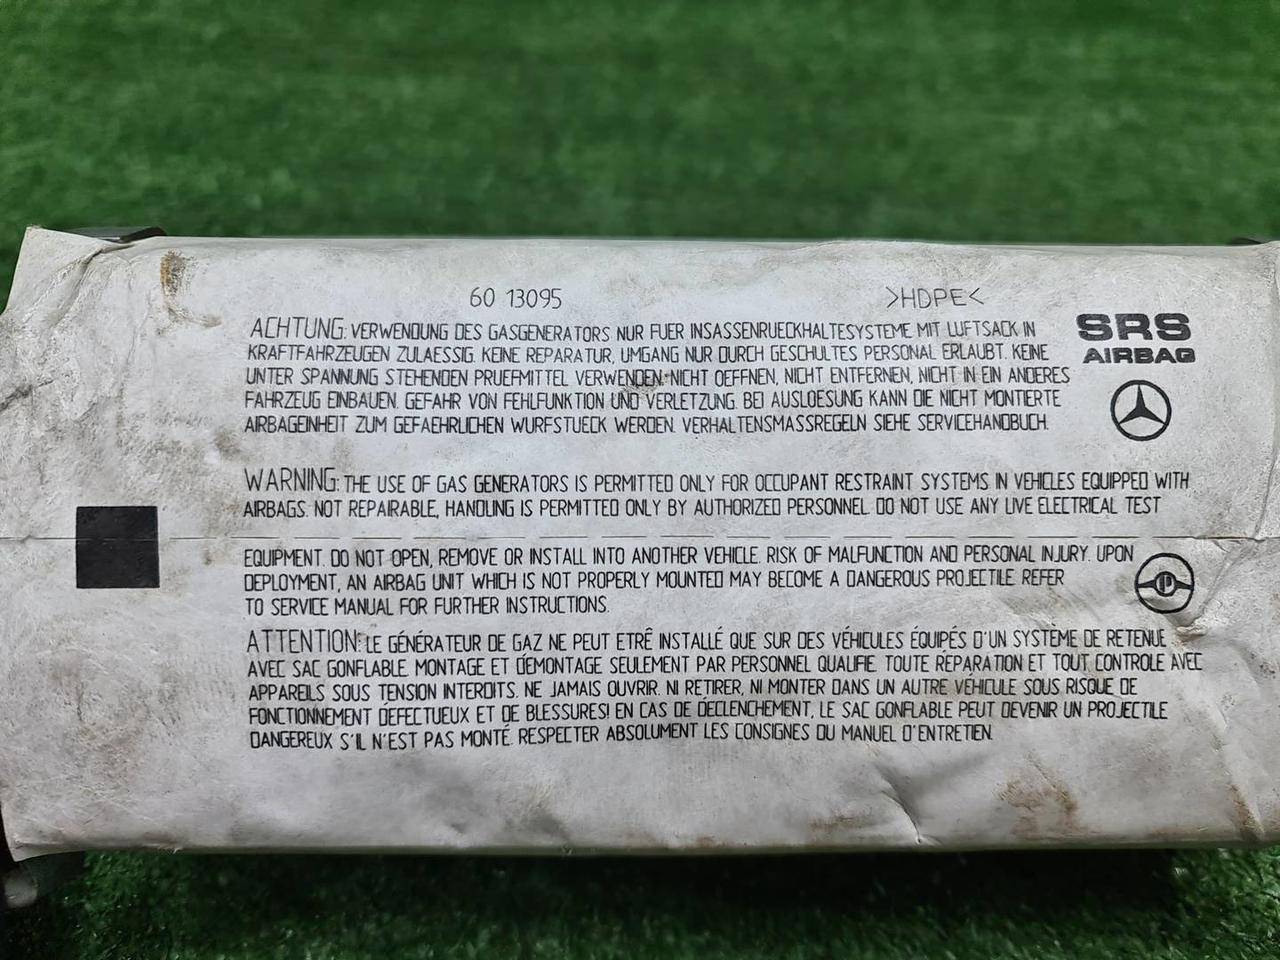 60 13095
>HDPE<
SRS
AIRBAG
ACHTUNG: VERWENDUNG DES GASGENERATORS NUR FUER INSASSENRUECKHALTESYSTEME MIT LUFTSACK IN
KRAFTFAHRZEUGEN ZULAESSIG. KEINE REPARATUR, UMGANG NUR DURCH GESCHULTES PERSONAL ERLAUBT. KEINE
UNTER SPANNUNG STEHENDEN PRUEFMITTEL VERWENDEN. NICHT OEFFNEN, NICHT ENTFERNEN, NICHT IN EIN ANDERES
FAHRZEUG EINBAUEN. GEFAHR VON FEHLFUNKTION UND VERLETZUNG. BEI AUSLOESUNG KANN DIE NICHT MONTIERTE
AIRBAGEINHEIT ZUM GEFAEHRLICHEN WURFSTUECK WERDEN. VERHALTENSMASSREGELN SIEHE SERVICEHANDBUCH.
WARNING: THE USE OF GAS GENERATORS IS PERMITTED ONLY FOR OCCUPANT RESTRAINT SYSTEMS IN VEHICLES EQUIPPED WITH
AIRBAGS. NOT REPAIRABLE, HANDLING IS PERMITTED ONLY BY AUTHORIZED PERSONNEL DO NOT USE ANY LIVE ELECTRICAL TEST
EQUIPMENT. DO NOT OPEN, REMOVE OR INSTALL INTO ANOTHER VEHICLE. RISK OF MALFUNCTION AND PERSONAL INJURY. UPON
DEPLOYMENT, AN AIRBAG UNIT WHICH IS NOT PROPERLY MOUNTED MAY BECOME A DANGEROUS PROJECTILE REFER
TO SERVICE MANUAL FOR FURTHER INSTRUCTIONS.
ATTENTION: LE GÉNÉRATEUR DE GAZ NE PEUT ETRÊ INSTALLÉ QUE SUR DES VÉHICULES ÉQUIPÉS D'UN SYSTEME DE RETENUE
AVEC SAC GONFLABLE. MONTAGE ET DÉMONTAGE SEULEMENT PAR PERSONNEL QUALIFIE. TOUTE RÉPARATION ET TOUT CONTROLE AVEC
APPAREILS SOUS TENSION INTERDITS. NE JAMAIS OUVRIR. NI RETIRER, NI MONTER DANS UN AUTRE VEHICULE SOUS RISQUE DE
FONCTIONNEMENT DÉFECTUEUX ET DE BLESSURES! EN CAS DE DÉCLENCHEMENT, LE SAC GONFLABLE PEUT DEVENIR UN PROJECTILE
DANGEREUX S'IL N'EST PAS MONTÉ. RESPECTER ABSOLUMENT LES CONSIGNES DU MANUEL D'ENTRETIEN.